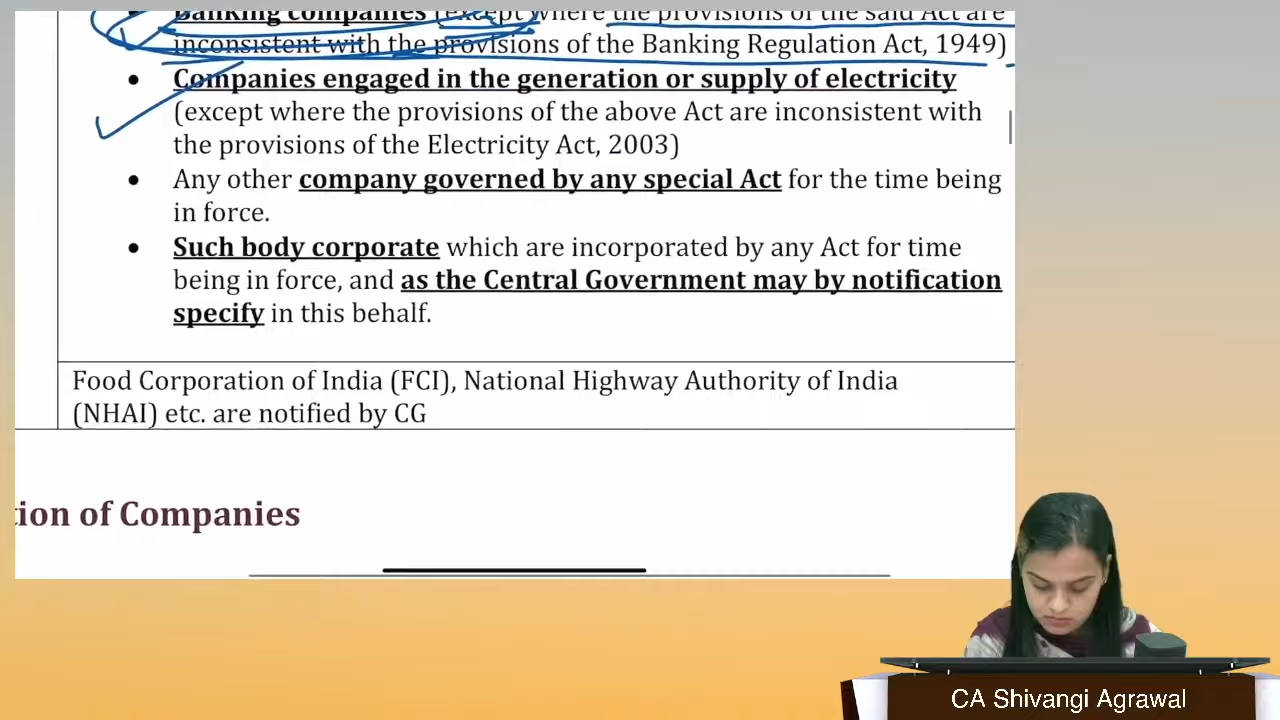 • Banking companies (except where the provisions of the said Act are
inconsistent with the provisions of the Banking Regulation Act, 1949)
• Companies engaged in the generation or supply of electricity
(except where the provisions of the above Act are inconsistent with
the provisions of the Electricity Act, 2003)
• Any other company governed by any special Act for the time being
in force.
• Such body corporate which are incorporated by any Act for time
being in force, and as the Central Government may by notification
specify in this behalf.
Food Corporation of India (FCI), National Highway Authority of India
(NHAI) etc. are notified by CG
tion of Companies
CA Shivangi Agrawal